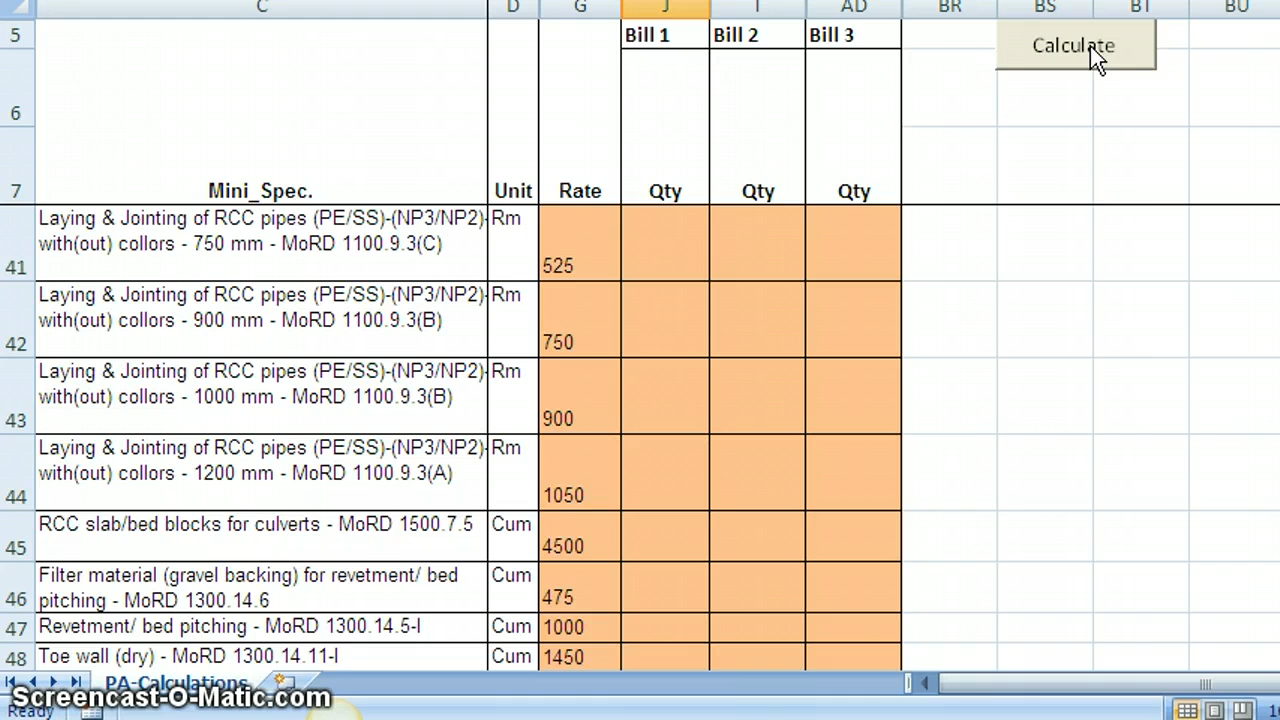 C D G J T AD BR BS BT BU
5 Bill 1 Bill 2 Bill 3 Calculate
6
7 Mini_Spec. Unit Rate Qty Qty Qty
Laying & Jointing of RCC pipes (PE/SS)-(NP3/NP2)- Rm
with(out) collors - 750 mm - MoRD 1100.9.3(C)
41 525
Laying & Jointing of RCC pipes (PE/SS)-(NP3/NP2)- Rm
with(out) collors - 900 mm - MoRD 1100.9.3(B)
42 750
Laying & Jointing of RCC pipes (PE/SS)-(NP3/NP2)- Rm
with(out) collors - 1000 mm - MoRD 1100.9.3(B)
43 900
Laying & Jointing of RCC pipes (PE/SS)-(NP3/NP2)- Rm
with(out) collors - 1200 mm - MoRD 1100.9.3(A)
44 1050
RCC slab/bed blocks for culverts - MoRD 1500.7.5 Cum
45 4500
Filter material (gravel backing) for revetment/ bed Cum
46 pitching - MoRD 1300.14.6 475
47 Revetment/ bed pitching - MoRD 1300.14.5-I Cum 1000
48 Toe wall (dry) - MoRD 1300.14.11-I Cum 1450
PA-Calculations
Screencast-O-Matic.com
Ready